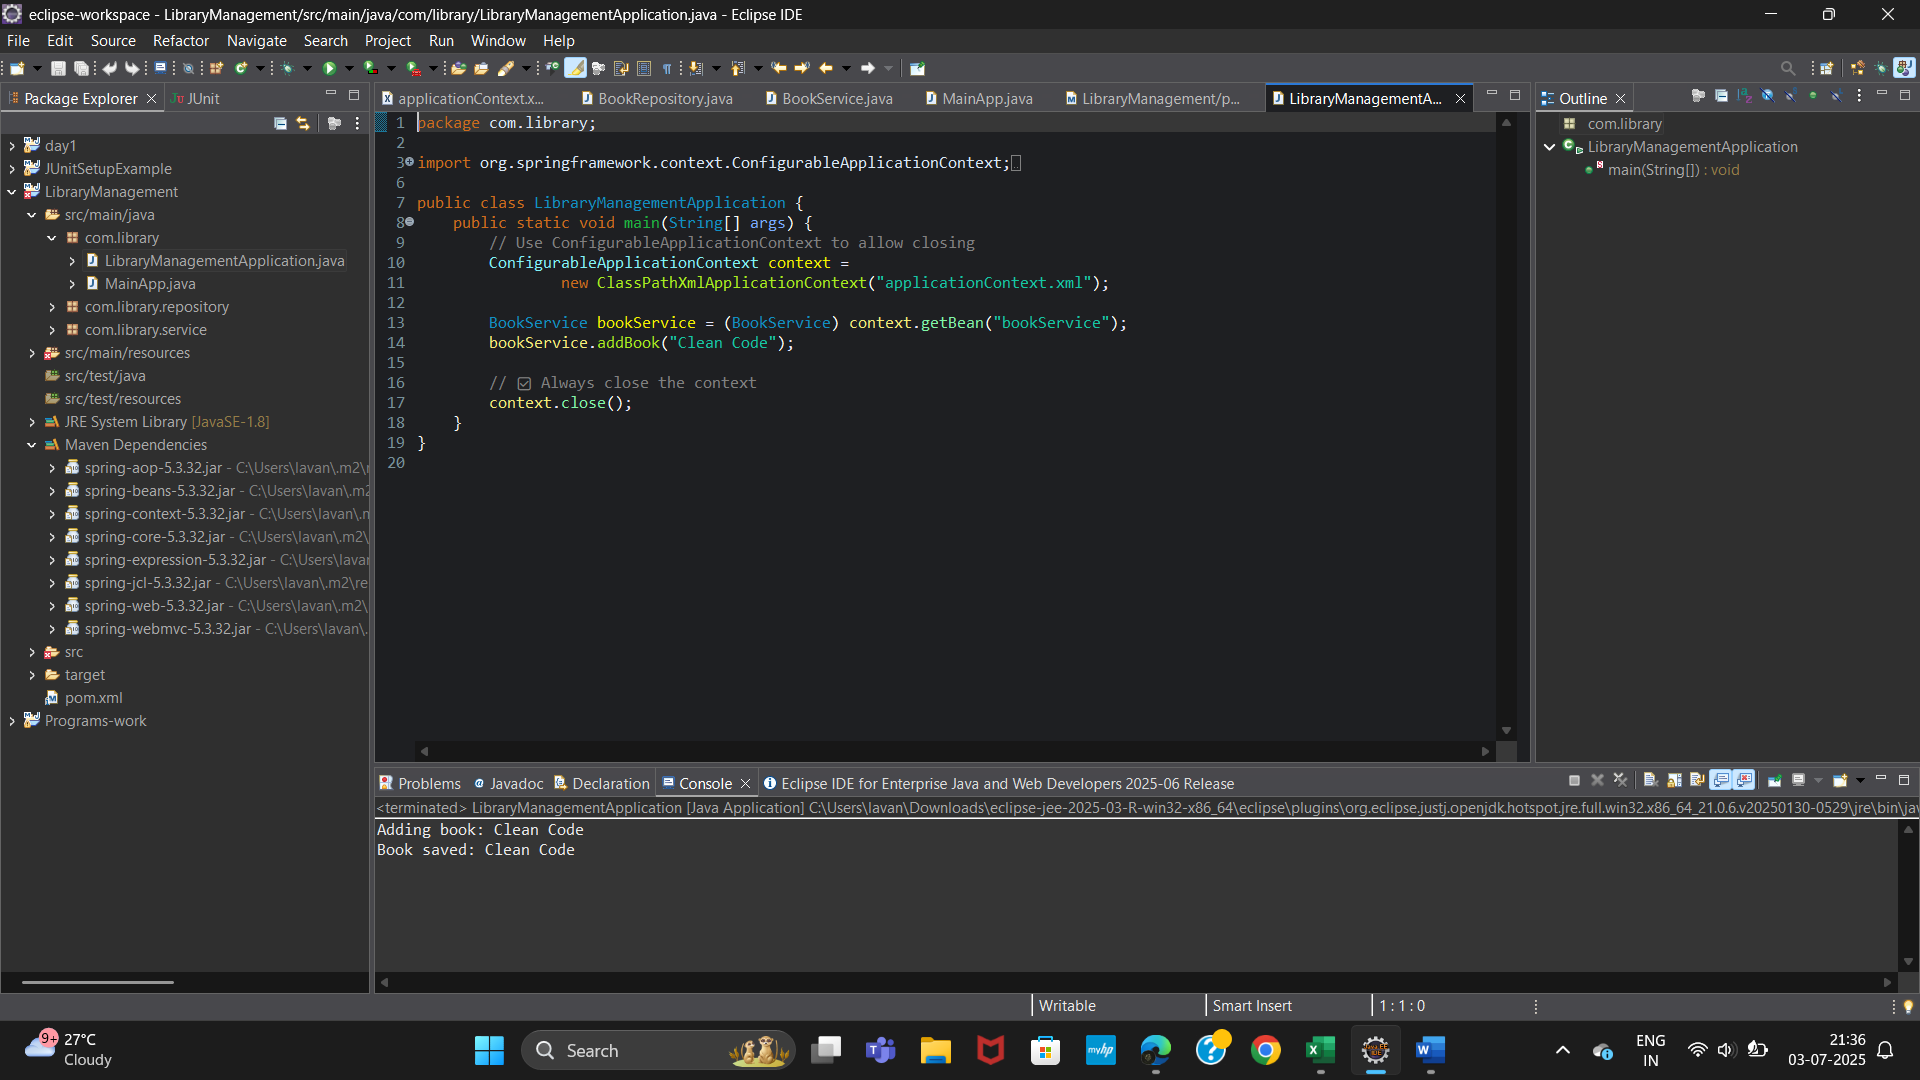 eclipse-workspace - LibraryManagement/src/main/java/com/library/LibraryManagementApplication.java - Eclipse IDE
File Edit Source Refactor Navigate Search Project Run Window Help
Package Explorer
JUnit
day1
JUnitSetupExample
LibraryManagement
src/main/java
com.library
LibraryManagementApplication.java
MainApp.java
com.library.repository
com.library.service
src/main/resources
src/test/java
src/test/resources
JRE System Library [JavaSE-1.8]
Maven Dependencies
spring-aop-5.3.32.jar - C:\Users\lavan\.m2\r
spring-beans-5.3.32.jar - C:\Users\lavan\.m2
spring-context-5.3.32.jar - C:\Users\lavan\.n
spring-core-5.3.32.jar - C:\Users\lavan\.m2\
spring-expression-5.3.32.jar - C:\Users\lavar
spring-jcl-5.3.32.jar - C:\Users\lavan\.m2\re
spring-web-5.3.32.jar - C:\Users\lavan\.m2\
spring-webmvc-5.3.32.jar - C:\Users\lavan\.
src
target
pom.xml
Programs-work
applicationContext.x... BookRepository.java BookService.java MainApp.java LibraryManagement/p... LibraryManagementA...
1 package com.library;
2
3 import org.springframework.context.ConfigurableApplicationContext;
6
7 public class LibraryManagementApplication {
8 public static void main(String[] args) {
9 // Use ConfigurableApplicationContext to allow closing
10 ConfigurableApplicationContext context =
11 new ClassPathXmlApplicationContext("applicationContext.xml");
12
13 BookService bookService = (BookService) context.getBean("bookService");
14 bookService.addBook("Clean Code");
15
16 // ☑ Always close the context
17 context.close();
18 }
19 }
20
Outline
com.library
LibraryManagementApplication
main(String[]) : void
Problems Javadoc Declaration Console Eclipse IDE for Enterprise Java and Web Developers 2025-06 Release
<terminated> LibraryManagementApplication [Java Application] C:\Users\lavan\Downloads\eclipse-jee-2025-03-R-win32-x86_64\eclipse\plugins\org.eclipse.justj.openjdk.hotspot.jre.full.win32.x86_64_21.0.6.v20250130-0529\jre\bin\jav
Adding book: Clean Code
Book saved: Clean Code
Writable Smart Insert 1 : 1 : 0
9+
27°C
Cloudy
Search
myhp
ENG
IN
21:36
03-07-2025